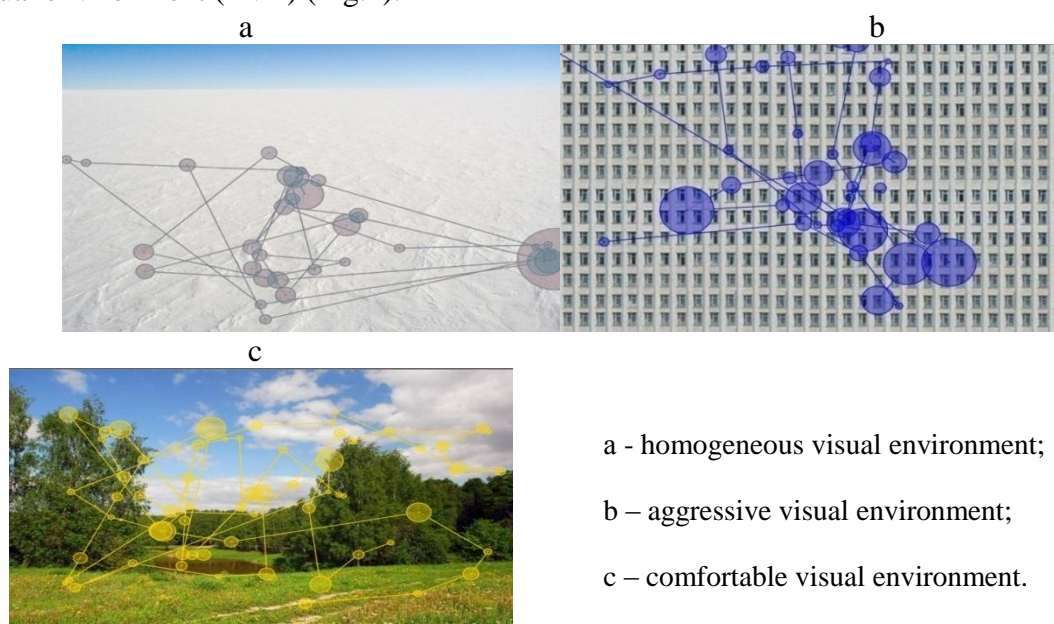 a b
c
a - homogeneous visual environment;
b – aggressive visual environment;
c – comfortable visual environment.